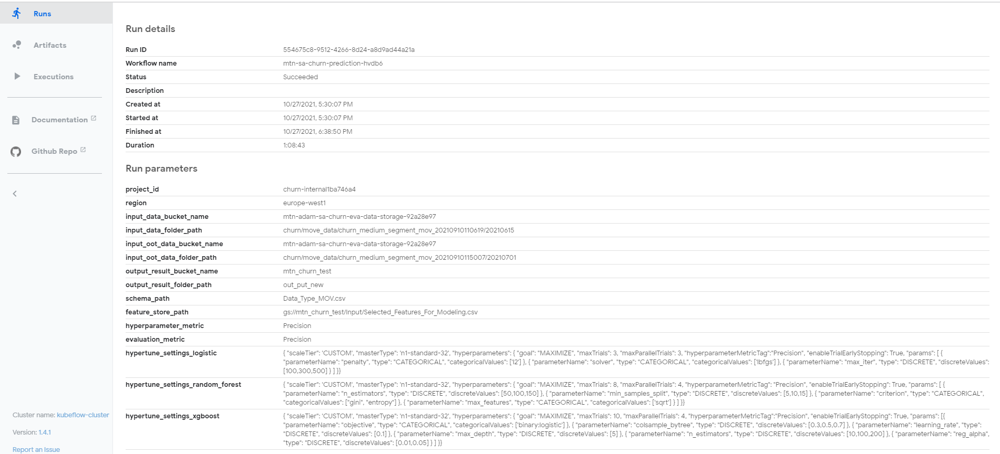 Runs
Artifacts
Executions
Documentation
Github Repo
Cluster name: kubeflow-cluster
Version: 1.4.1
Report an Issue
Run details
Run ID 554675c8-9512-4266-8d24-a8d9ad44a21a
Workflow name mtn-sa-churn-prediction-hvdb6
Status Succeeded
Description
Created at 10/27/2021, 5:30:07 PM
Started at 10/27/2021, 5:30:07 PM
Finished at 10/27/2021, 6:38:50 PM
Duration 1:08:43
Run parameters
project_id churn-internal1ba746a4
region europe-west1
input_data_bucket_name mtn-adam-sa-churn-eva-data-storage-92a28e97
input_data_folder_path churn/move_data/churn_medium_segment_mov_20210910110619/20210615
input_oot_data_bucket_name mtn-adam-sa-churn-eva-data-storage-92a28e97
input_oot_data_folder_path churn/move_data/churn_medium_segment_mov_20210910115007/20210701
output_result_bucket_name mtn_churn_test
output_result_folder_path out_put_new
schema_path Data_Type_MOV.csv
feature_store_path gs://mtn_churn_test/Input/Selected_Features_For_Modeling.csv
hyperparameter_metric Precision
evaluation_metric Precision
hypertune_settings_logistic { "scaleTier": 'CUSTOM', "masterType": 'n1-standard-32', "hyperparameters": { "goal": "MAXIMIZE", "maxTrials": 3, "maxParallelTrials": 3, "hyperparameterMetricTag":"Precision", "enableTrialEarlyStopping": True, "params": [ {
"parameterName": "penalty", "type": "CATEGORICAL", "categoricalValues": ['l2'] }, { "parameterName": "solver", "type": "CATEGORICAL", "categoricalValues": ['lbfgs'] }, { "parameterName": "max_iter", "type": "DISCRETE", "discreteValues":
[100,300,500] } ] }}
hypertune_settings_random_forest { "scaleTier": 'CUSTOM', "masterType": 'n1-standard-32', "hyperparameters": { "goal": "MAXIMIZE", "maxTrials": 8, "maxParallelTrials": 4, "hyperparameterMetricTag": "Precision", "enableTrialEarlyStopping": True, "params": [ {
"parameterName": "n_estimators", "type": "DISCRETE", "discreteValues": [50,100,150] }, { "parameterName": "min_samples_split", "type": "DISCRETE", "discreteValues": [5,10,15] }, { "parameterName": "criterion", "type": "CATEGORICAL",
"categoricalValues": ["gini", "entropy"] }, { "parameterName": "max_features", "type": "CATEGORICAL", "categoricalValues": ['sqrt'] } ] }}
hypertune_settings_xgboost { "scaleTier": 'CUSTOM', "masterType": 'n1-standard-32', "hyperparameters": { "goal": "MAXIMIZE", "maxTrials": 10, "maxParallelTrials": 4, "hyperparameterMetricTag":"Precision", "enableTrialEarlyStopping": True, "params": [{
"parameterName": "objective", "type": "CATEGORICAL", "categoricalValues": ['binary:logistic'] }, { "parameterName": "colsample_bytree", "type": "DISCRETE", "discreteValues": [0.3,0.5,0.7] }, { "parameterName": "learning_rate", "type":
"DISCRETE", "discreteValues": [0.1] }, { "parameterName": "max_depth", "type": "DISCRETE", "discreteValues": [5] }, { "parameterName": "n_estimators", "type": "DISCRETE", "discreteValues": [10,100,200] }, { "parameterName": "reg_alpha",
"type": "DISCRETE", "discreteValues": [0.01,0.05] } ] }}